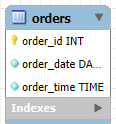 orders
order_id INT
order_date DA...
order_time TIME
Indexes